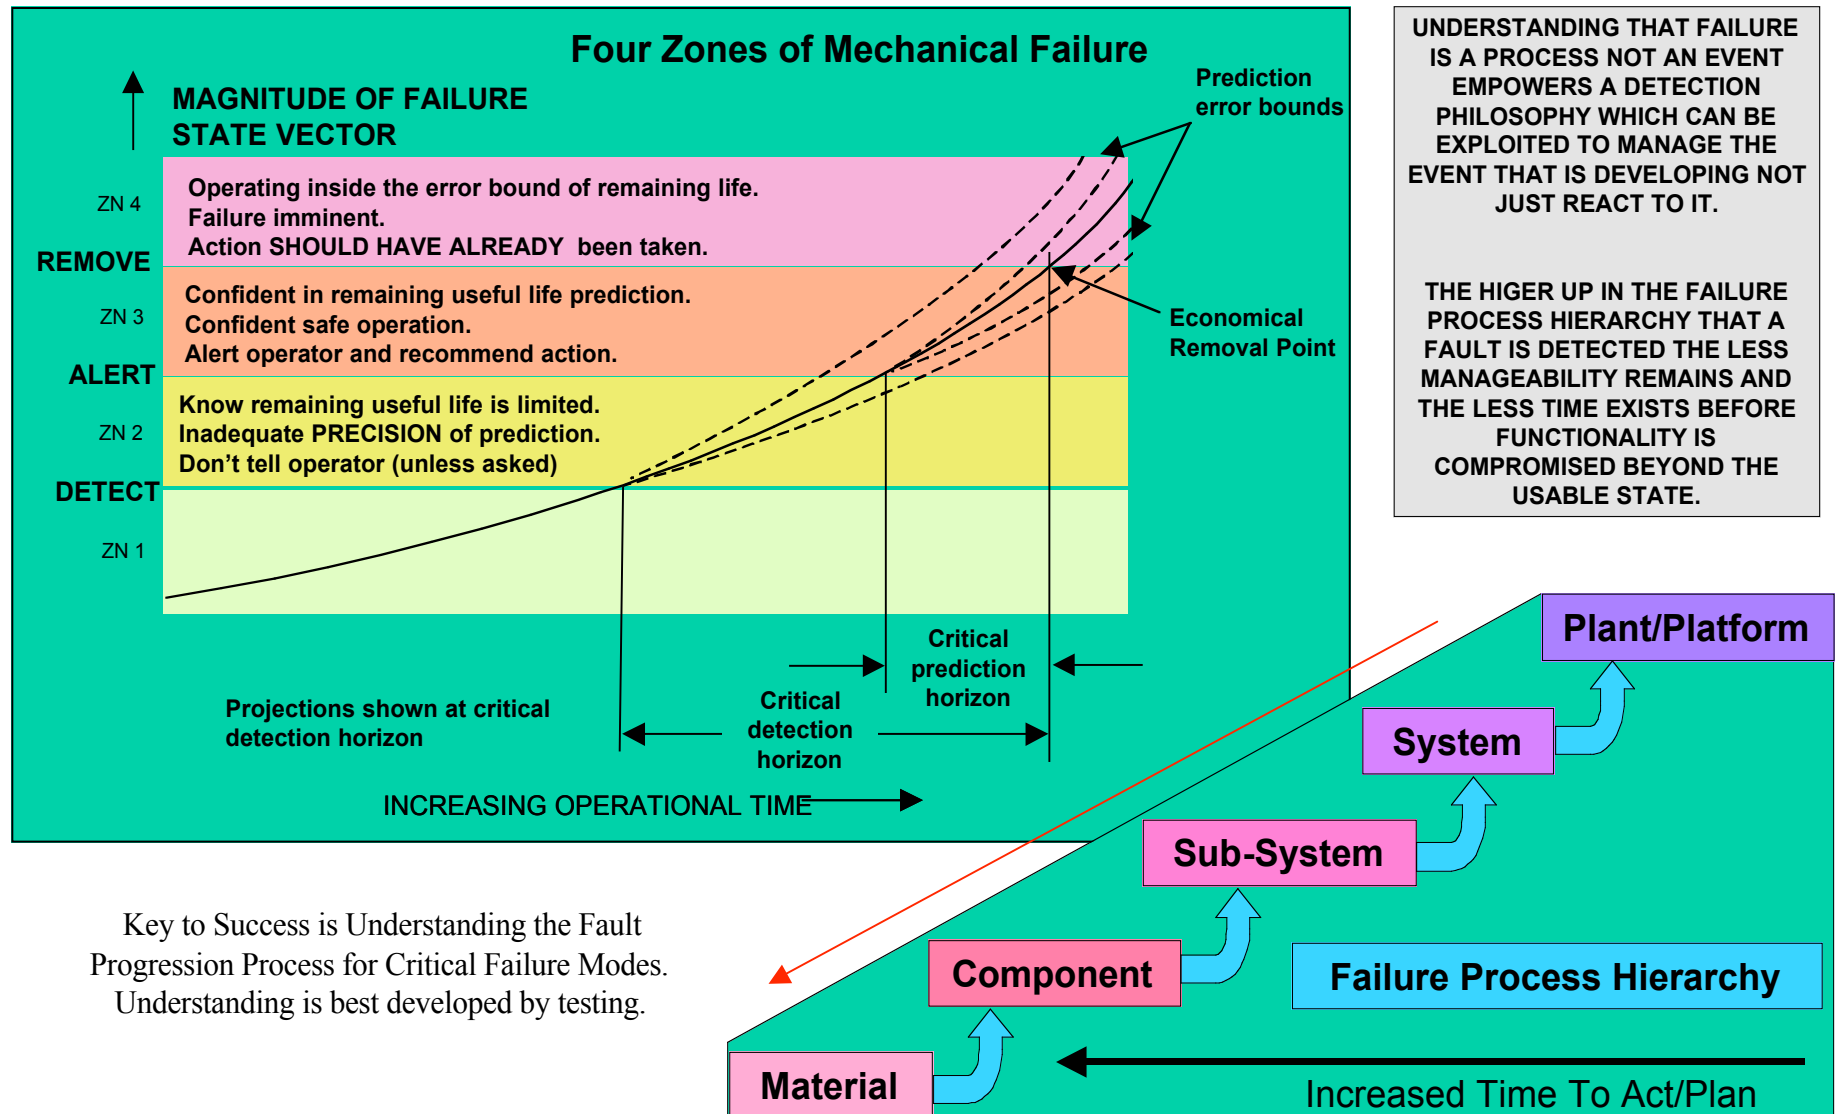 Four Zones of Mechanical Failure
MAGNITUDE OF FAILURE
STATE VECTOR
Prediction
error bounds
ZN 4
Operating inside the error bound of remaining life.
Failure imminent.
Action SHOULD HAVE ALREADY been taken.
REMOVE
ZN 3
Confident in remaining useful life prediction.
Confident safe operation.
Alert operator and recommend action.
Economical
Removal Point
ALERT
ZN 2
Know remaining useful life is limited.
Inadequate PRECISION of prediction.
Don't tell operator (unless asked)
DETECT
ZN 1
Critical
prediction
horizon
Critical
detection
horizon
Projections shown at critical
detection horizon
INCREASING OPERATIONAL TIME
UNDERSTANDING THAT FAILURE
IS A PROCESS NOT AN EVENT
EMPOWERS A DETECTION
PHILOSOPHY WHICH CAN BE
EXPLOITED TO MANAGE THE
EVENT THAT IS DEVELOPING NOT
JUST REACT TO IT.
THE HIGER UP IN THE FAILURE
PROCESS HIERARCHY THAT A
FAULT IS DETECTED THE LESS
MANAGEABILITY REMAINS AND
THE LESS TIME EXISTS BEFORE
FUNCTIONALITY IS
COMPROMISED BEYOND THE
USABLE STATE.
Plant/Platform
System
Sub-System
Component
Material
Failure Process Hierarchy
Increased Time To Act/Plan
Key to Success is Understanding the Fault
Progression Process for Critical Failure Modes.
Understanding is best developed by testing.